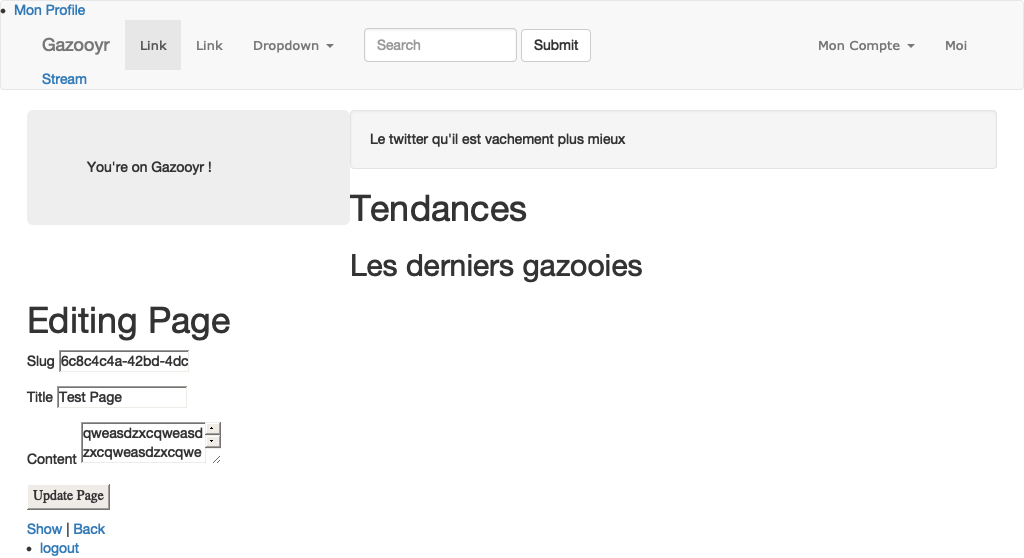 Mon Profile
Gazooyr Link Link Dropdown Search Submit Mon Compte Moi
Stream
You're on Gazooyr !
Le twitter qu'il est vachement plus mieux
Tendances
Les derniers gazooies
Editing Page
Slug 6c8c4c4a-42bd-4dc
Title Test Page
Content qweasdzxcqweasd
zxcqweasdzxcqwe
Update Page
Show | Back
logout